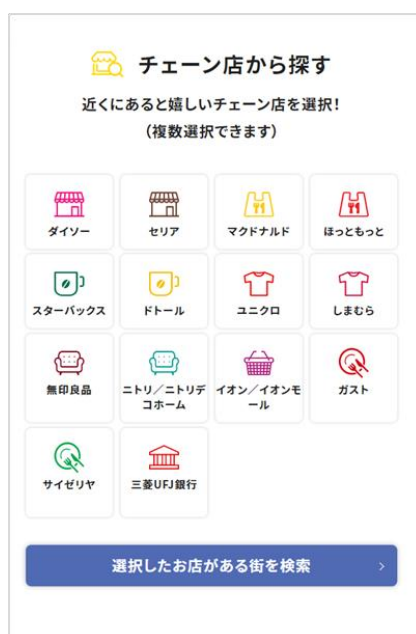 チェーン店から探す
近くにあると嬉しいチェーン店を選択！
（複数選択できます）
ダイソー
セリア
マクドナルド
ほっともっと
スターバックス
ドトール
ユニクロ
しまむら
無印良品
ニトリ／ニトリデ
コホーム
イオン／イオンモ
ール
ガスト
サイゼリヤ
三菱UFJ銀行
選択したお店がある街を検索